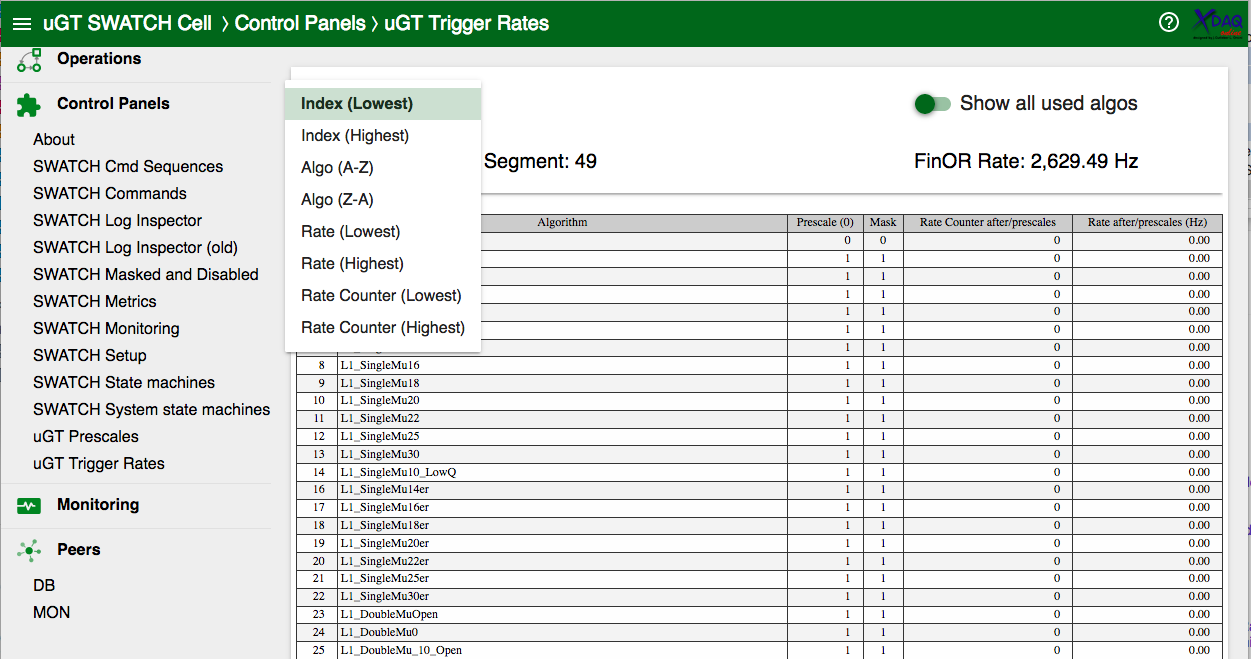 uGT SWATCH Cell › Control Panels › uGT Trigger Rates
XDAQ
Operations
Control Panels
About
SWATCH Cmd Sequences
SWATCH Commands
SWATCH Log Inspector
SWATCH Log Inspector (old)
SWATCH Masked and Disabled
SWATCH Metrics
SWATCH Monitoring
SWATCH Setup
SWATCH State machines
SWATCH System state machines
uGT Prescales
uGT Trigger Rates
Monitoring
Peers
DB
MON
Index (Lowest)
Index (Highest)
Algo (A-Z)
Algo (Z-A)
Rate (Lowest)
Rate (Highest)
Rate Counter (Lowest)
Rate Counter (Highest)
Show all used algos
Segment: 49 FinOR Rate: 2,629.49 Hz
Algorithm Prescale (0) Mask Rate Counter after/prescales Rate after/prescales (Hz)
0 0 0 0.00
1 1 0 0.00
1 1 0 0.00
1 1 0 0.00
1 1 0 0.00
1 1 0 0.00
1 1 0 0.00
8 L1_SingleMu16 1 1 0 0.00
9 L1_SingleMu18 1 1 0 0.00
10 L1_SingleMu20 1 1 0 0.00
11 L1_SingleMu22 1 1 0 0.00
12 L1_SingleMu25 1 1 0 0.00
13 L1_SingleMu30 1 1 0 0.00
14 L1_SingleMu10_LowQ 1 1 0 0.00
16 L1_SingleMu14er 1 1 0 0.00
17 L1_SingleMu16er 1 1 0 0.00
18 L1_SingleMu18er 1 1 0 0.00
19 L1_SingleMu20er 1 1 0 0.00
20 L1_SingleMu22er 1 1 0 0.00
21 L1_SingleMu25er 1 1 0 0.00
22 L1_SingleMu30er 1 1 0 0.00
23 L1_DoubleMuOpen 1 1 0 0.00
24 L1_DoubleMu0 1 1 0 0.00
25 L1_DoubleMu_10_Open 1 1 0 0.00